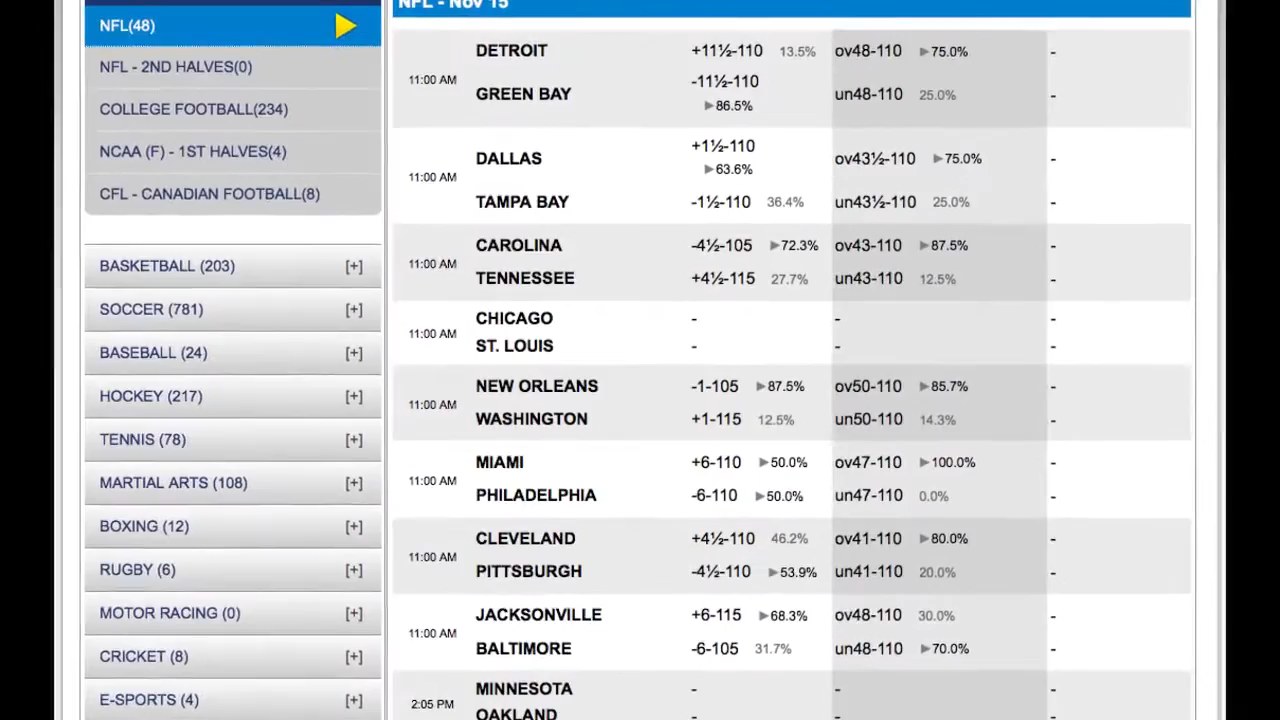 NFL - Nov 15
NFL(48)
NFL - 2ND HALVES(0)
COLLEGE FOOTBALL(234)
NCAA (F) - 1ST HALVES(4)
CFL - CANADIAN FOOTBALL(8)
BASKETBALL (203) [+]
SOCCER (781) [+]
BASEBALL (24) [+]
HOCKEY (217) [+]
TENNIS (78) [+]
MARTIAL ARTS (108) [+]
BOXING (12) [+]
RUGBY (6) [+]
MOTOR RACING (0) [+]
CRICKET (8) [+]
E-SPORTS (4) [+]
11:00 AM
DETROIT +11½-110 13.5% ov48-110 ▶75.0% -
GREEN BAY -11½-110 ▶86.5% un48-110 25.0% -
11:00 AM
DALLAS +1½-110 ▶63.6% ov43½-110 ▶75.0% -
TAMPA BAY -1½-110 36.4% un43½-110 25.0% -
11:00 AM
CAROLINA -4½-105 ▶72.3% ov43-110 ▶87.5% -
TENNESSEE +4½-115 27.7% un43-110 12.5% -
11:00 AM
CHICAGO - - -
ST. LOUIS - - -
11:00 AM
NEW ORLEANS -1-105 ▶87.5% ov50-110 ▶85.7% -
WASHINGTON +1-115 12.5% un50-110 14.3% -
11:00 AM
MIAMI +6-110 ▶50.0% ov47-110 ▶100.0% -
PHILADELPHIA -6-110 ▶50.0% un47-110 0.0% -
11:00 AM
CLEVELAND +4½-110 46.2% ov41-110 ▶80.0% -
PITTSBURGH -4½-110 ▶53.9% un41-110 20.0% -
11:00 AM
JACKSONVILLE +6-115 ▶68.3% ov48-110 30.0% -
BALTIMORE -6-105 31.7% un48-110 ▶70.0% -
2:05 PM
MINNESOTA - - -
OAKLAND - - -